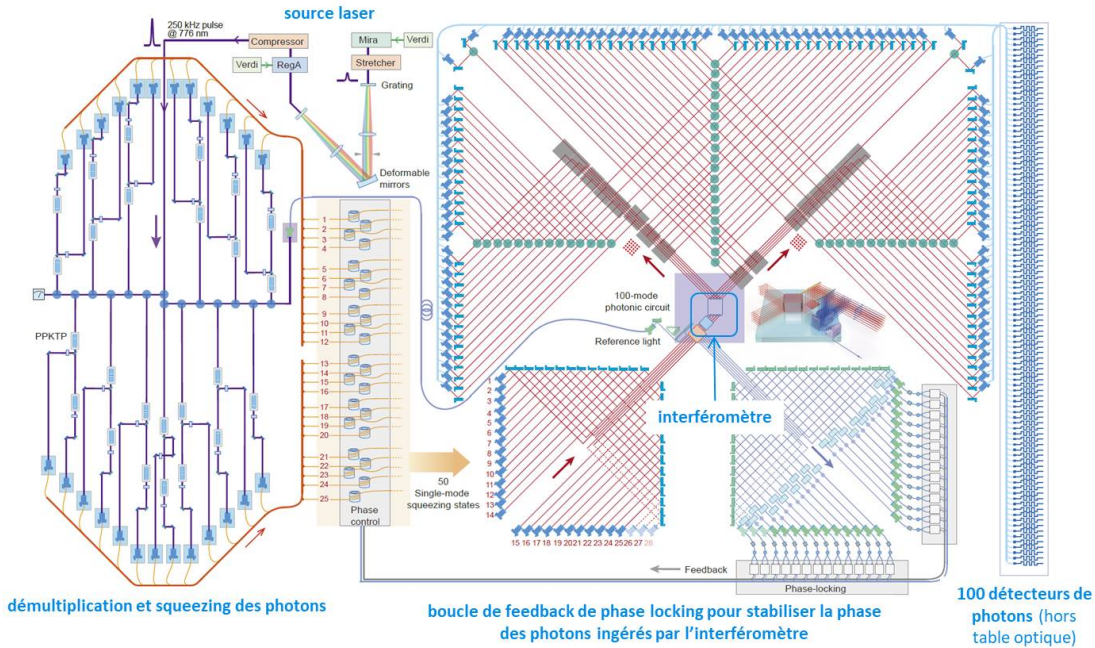 source laser
250 kHz pulse
@ 776 nm
Compressor
Mira
Verdi
Verdi
RegA
Stretcher
Grating
Deformable
mirrors
1
2
3
4
5
6
7
8
9
10
11
12
13
14
15
16
17
18
19
20
21
22
23
24
25
PPKTP
Phase
control
50
Single-mode
squeezing states
100-mode
photonic circuit
Reference light
interféromètre
1
2
3
4
5
6
7
8
9
10
11
12
13
14
15 16 17 18 19 20 21 22 23 24 25 26 27 28
Feedback
Phase-locking
démultiplication et squeezing des photons
boucle de feedback de phase locking pour stabiliser la phase
des photons ingérés par l'interféromètre
100 détecteurs de
photons (hors
table optique)